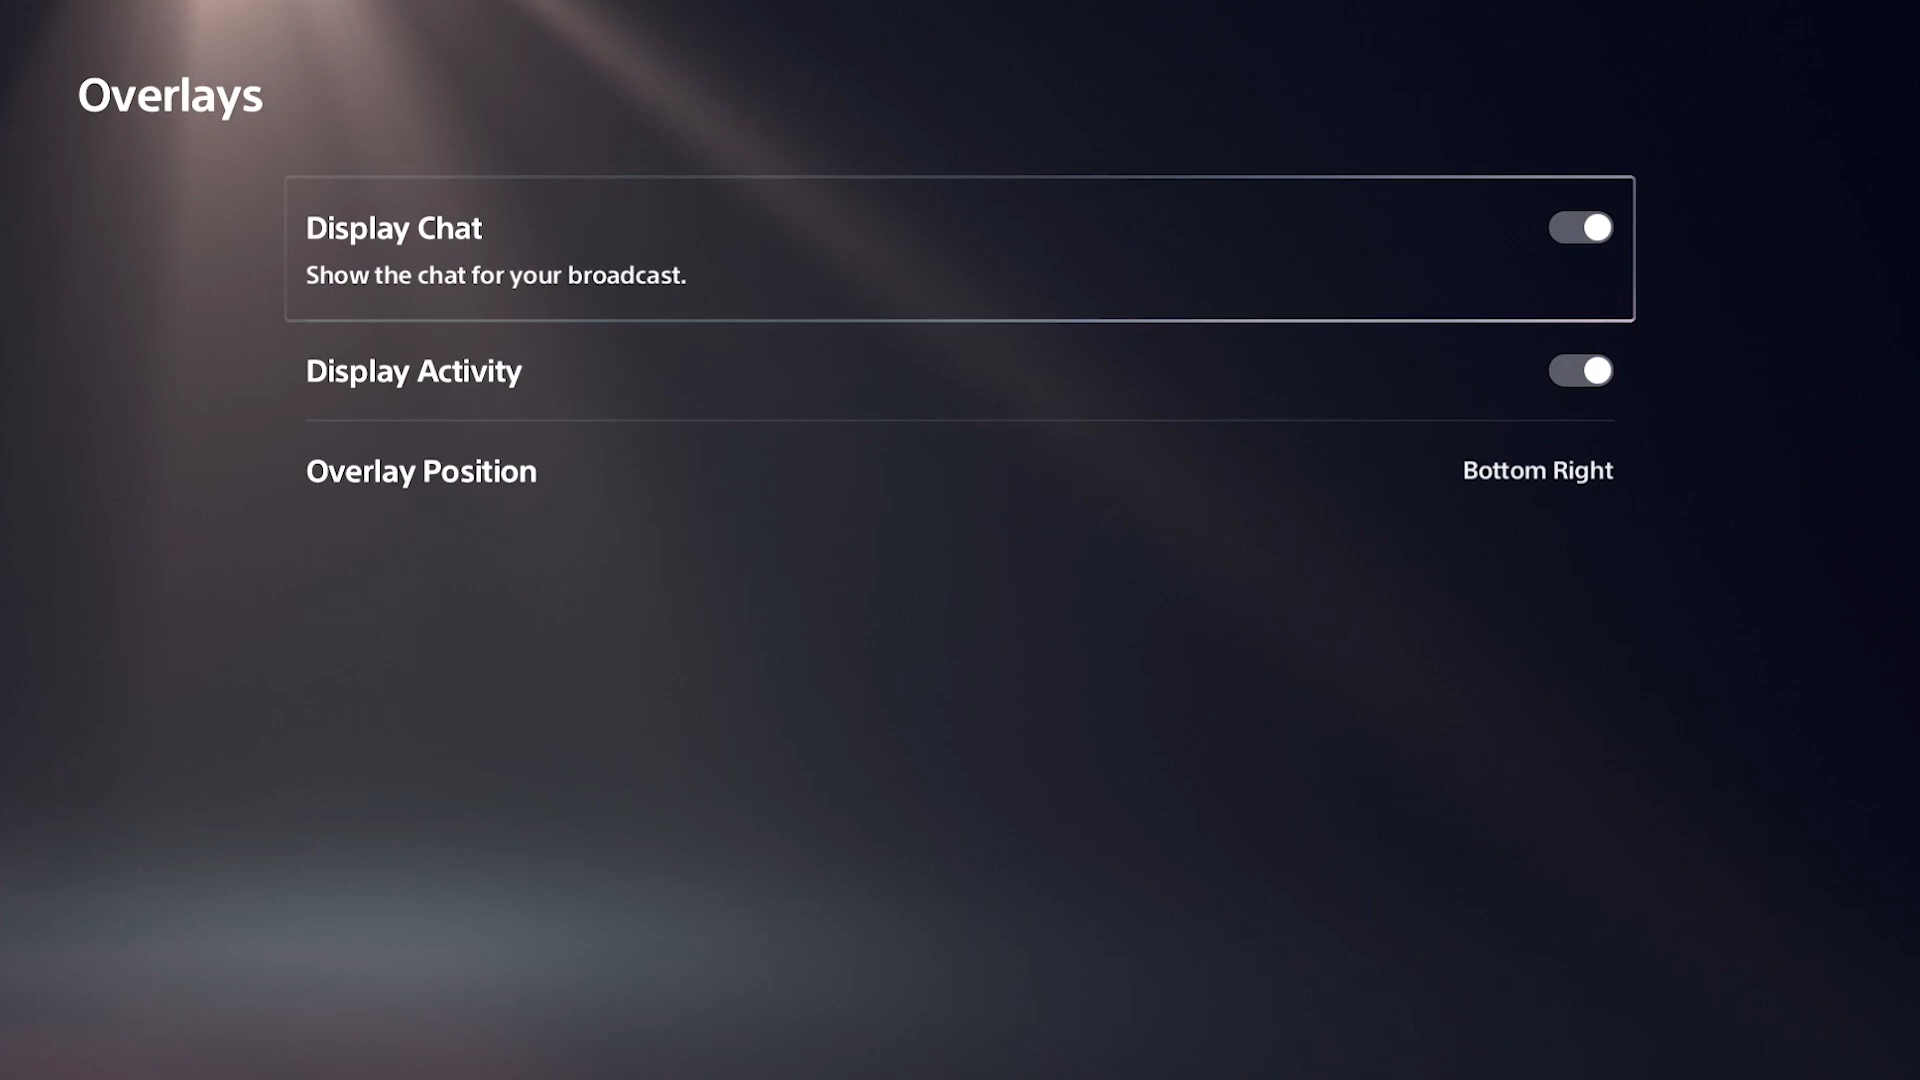 Overlays
Display Chat
Show the chat for your broadcast.
Display Activity
Overlay Position
Bottom Right